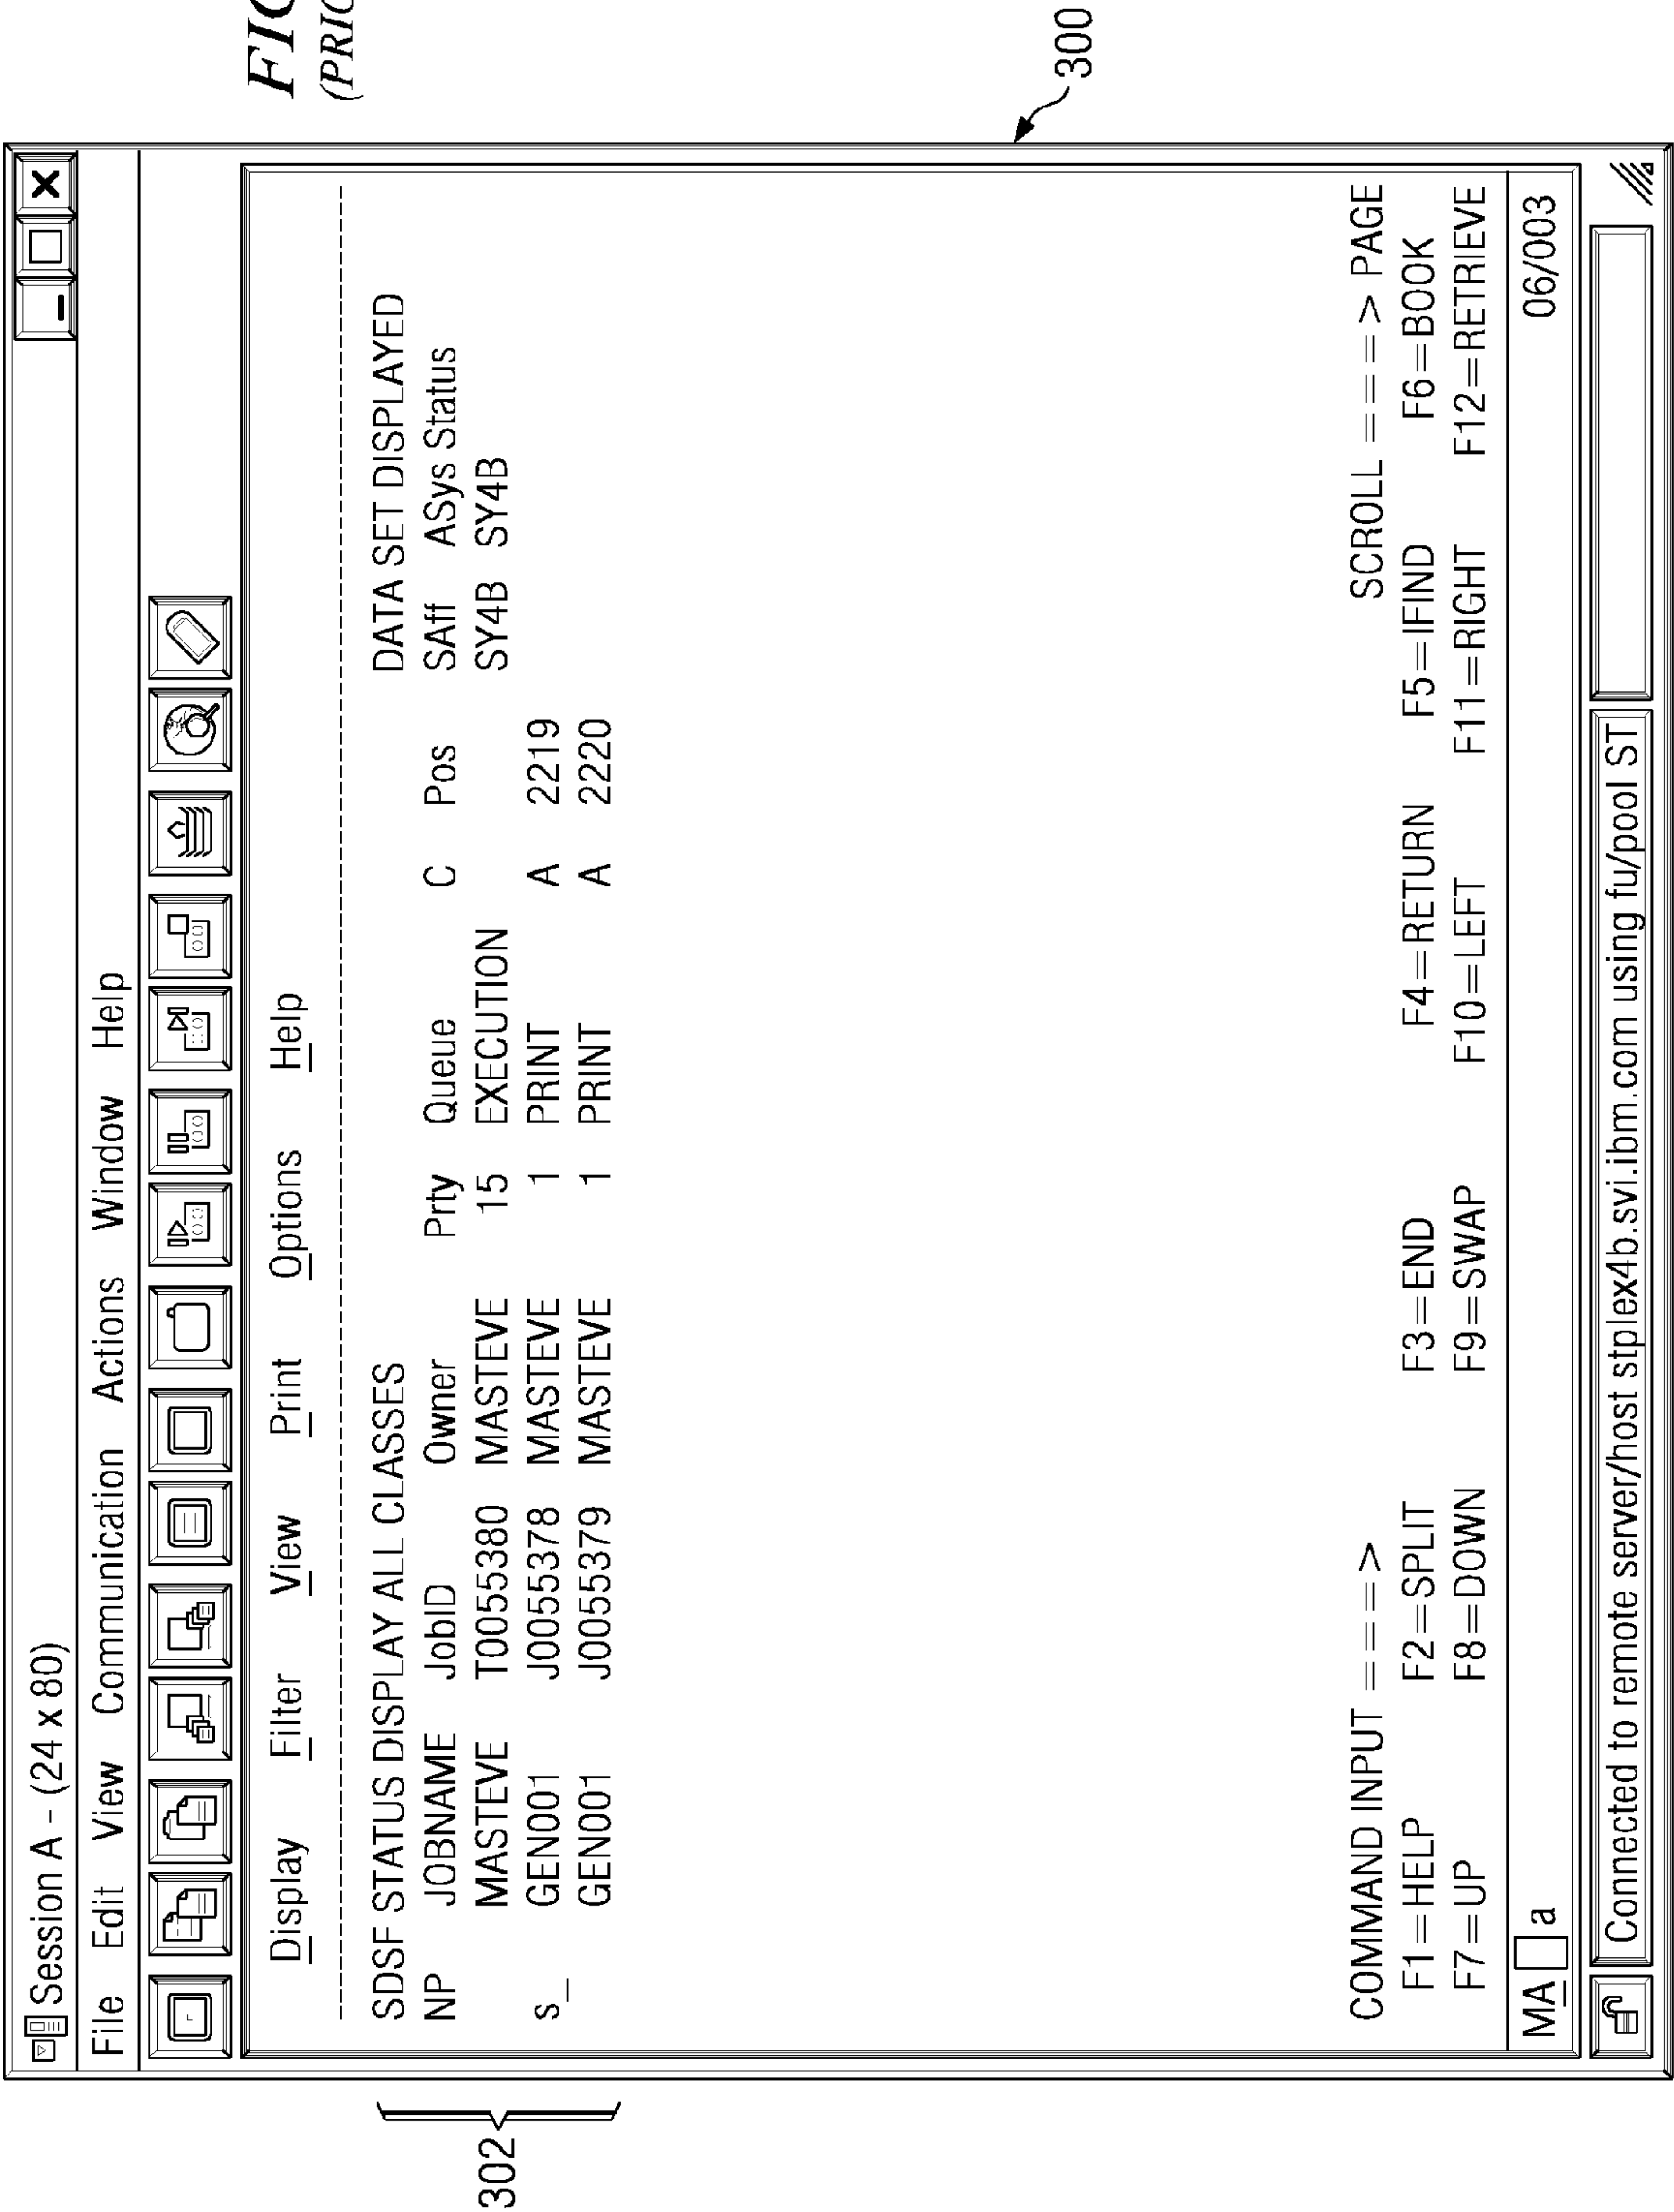 FIG
(PRIO
300
302
Session A - (24 x 80)
File Edit View Communication Actions Window Help
Display Filter View Print Options Help
SDSF STATUS DISPLAY ALL CLASSES DATA SET DISPLAYED
NP JOBNAME JobID Owner Prty Queue C Pos SAff ASys Status
MASTEVE T0055380 MASTEVE 15 EXECUTION SY4B SY4B
s_ GEN001 J0055378 MASTEVE 1 PRINT A 2219
GEN001 J0055379 MASTEVE 1 PRINT A 2220
COMMAND INPUT ====> SCROLL ====> PAGE
F1=HELP F2=SPLIT F3=END F4=RETURN F5=IFIND F6=BOOK
F7=UP F8=DOWN F9=SWAP F10=LEFT F11=RIGHT F12=RETRIEVE
MA a 06/003
Connected to remote server/host stplex4b.svi.ibm.com using fu/pool ST